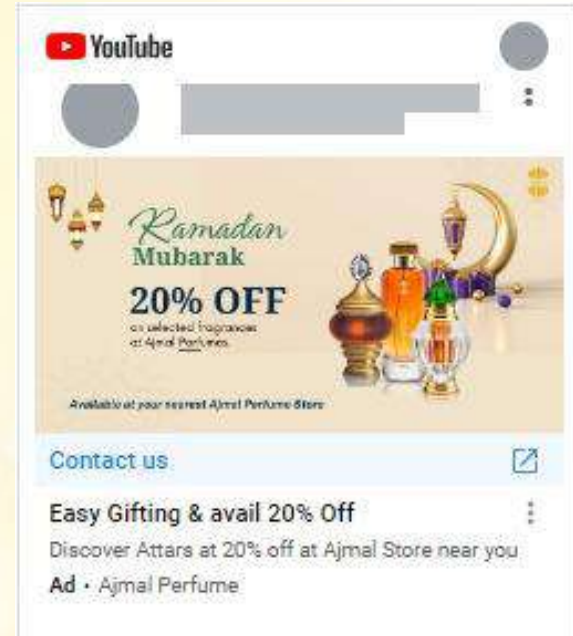 YouTube
Ramadan
Mubarak
20% OFF
on selected fragrances
at Ajmal Perfumes.
Available at your nearest Ajmal Perfume Store
Contact us
Easy Gifting & avail 20% Off
Discover Attars at 20% off at Ajmal Store near you
Ad · Ajmal Perfume